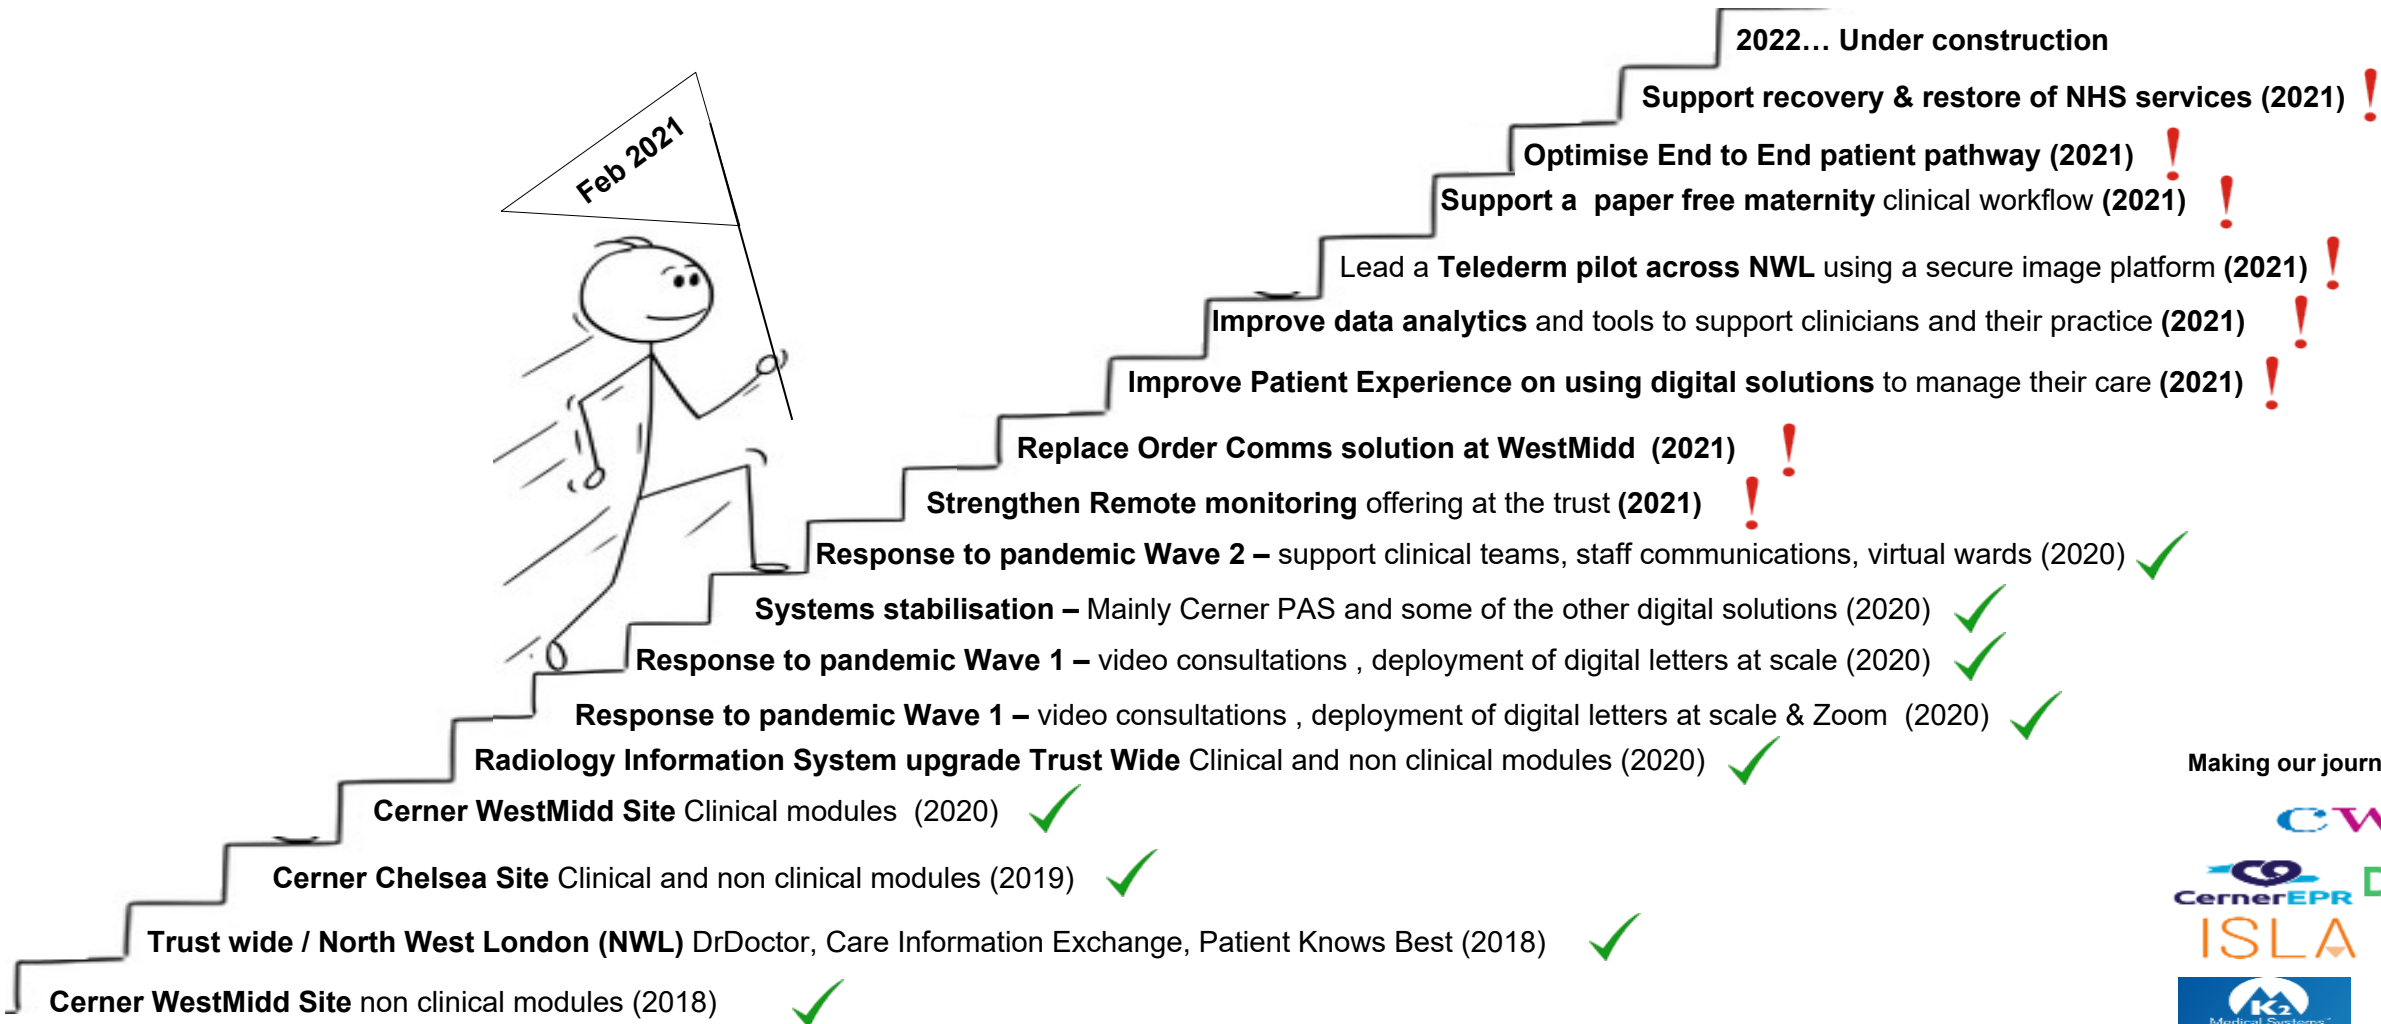 2022… Under construction
Support recovery & restore of NHS services (2021)
Optimise End to End patient pathway (2021)
Support a  paper free maternity clinical workflow (2021)
Lead a Telederm pilot across NWL using a secure image platform (2021)
Improve data analytics and tools to support clinicians and their practice (2021)
Improve Patient Experience on using digital solutions to manage their care (2021)
Replace Order Comms solution at WestMidd  (2021)
Strengthen Remote monitoring offering at the trust (2021)
Feb 2021
Response to pandemic Wave 2 – support clinical teams, staff communications, virtual wards (2020)
Systems stabilisation – Mainly Cerner PAS and some of the other digital solutions (2020)
Response to pandemic Wave 1 – video consultations , deployment of digital letters at scale (2020)
Response to pandemic Wave 1 – video consultations , deployment of digital letters at scale & Zoom  (2020)
Radiology Information System upgrade Trust Wide Clinical and non clinical modules (2020)
Cerner WestMidd Site Clinical modules  (2020)
Cerner Chelsea Site Clinical and non clinical modules (2019)
Trust wide / North West London (NWL) DrDoctor, Care Information Exchange, Patient Knows Best (2018)
Cerner WestMidd Site non clinical modules (2018)
Making our journ
CW
CernerEPR
D
ISLA
K2
Medical Systems